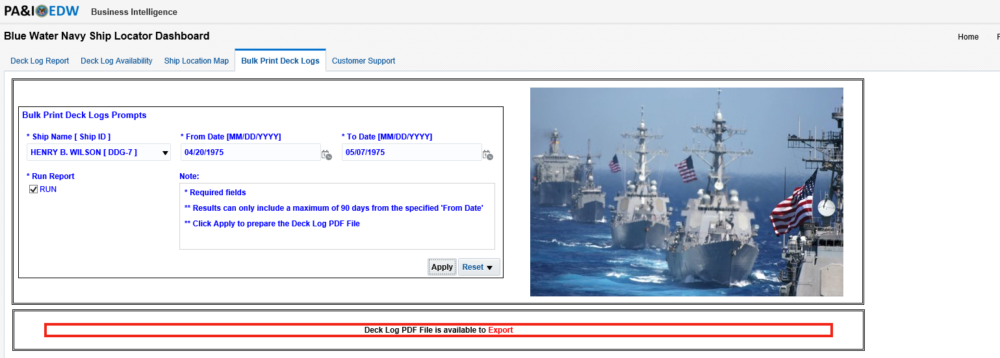 PA&I EDW Business Intelligence
Blue Water Navy Ship Locator Dashboard
Home
Deck Log Report Deck Log Availability Ship Location Map Bulk Print Deck Logs Customer Support
Bulk Print Deck Logs Prompts
* Ship Name [ Ship ] * From Date [MM/DD/YYYY] * To Date [MM/DD/YYYY]
HENRY B. WILSON [ DDG-7 ] 04/20/1975 05/07/1975
* Run Report Note:
RUN
* Required fields
** Results can only include a maximum of 90 days from the specified 'From Date'
** Click Apply to prepare the Deck Log PDF File
Apply Reset
Deck Log PDF File is available to Export